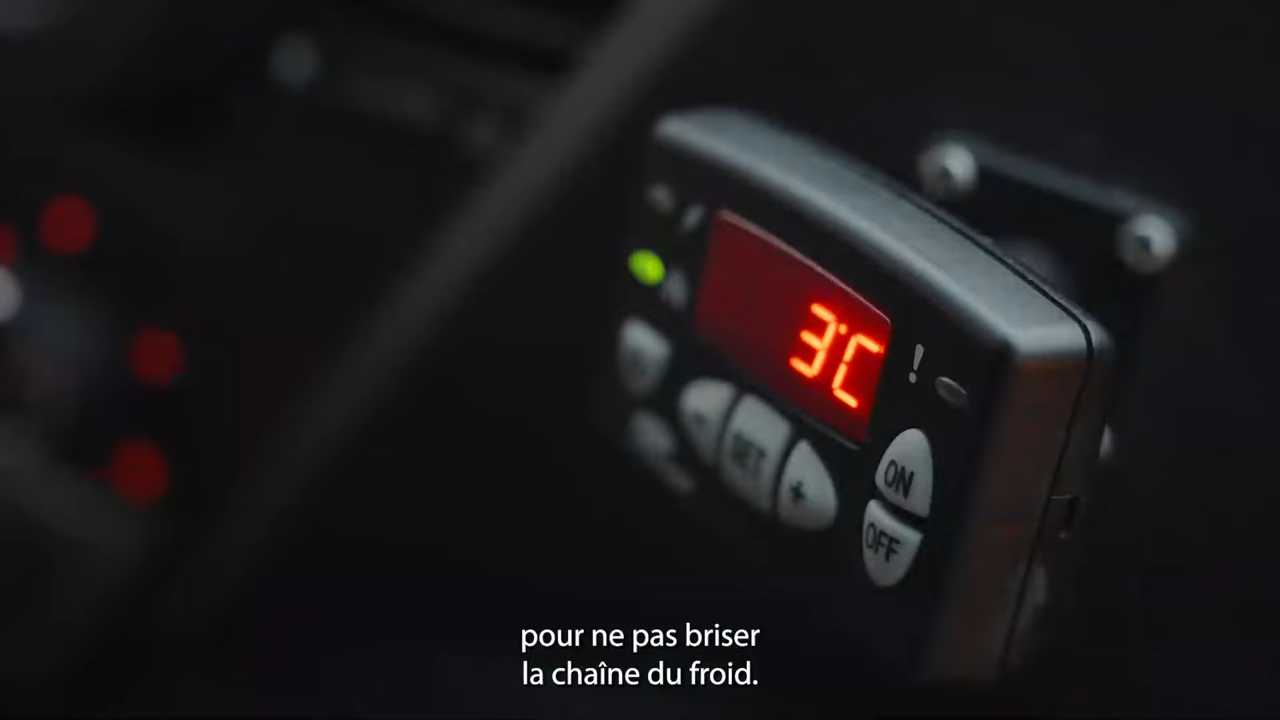 3°C
!
- SET +
ON
OFF
pour ne pas briser
la chaîne du froid.